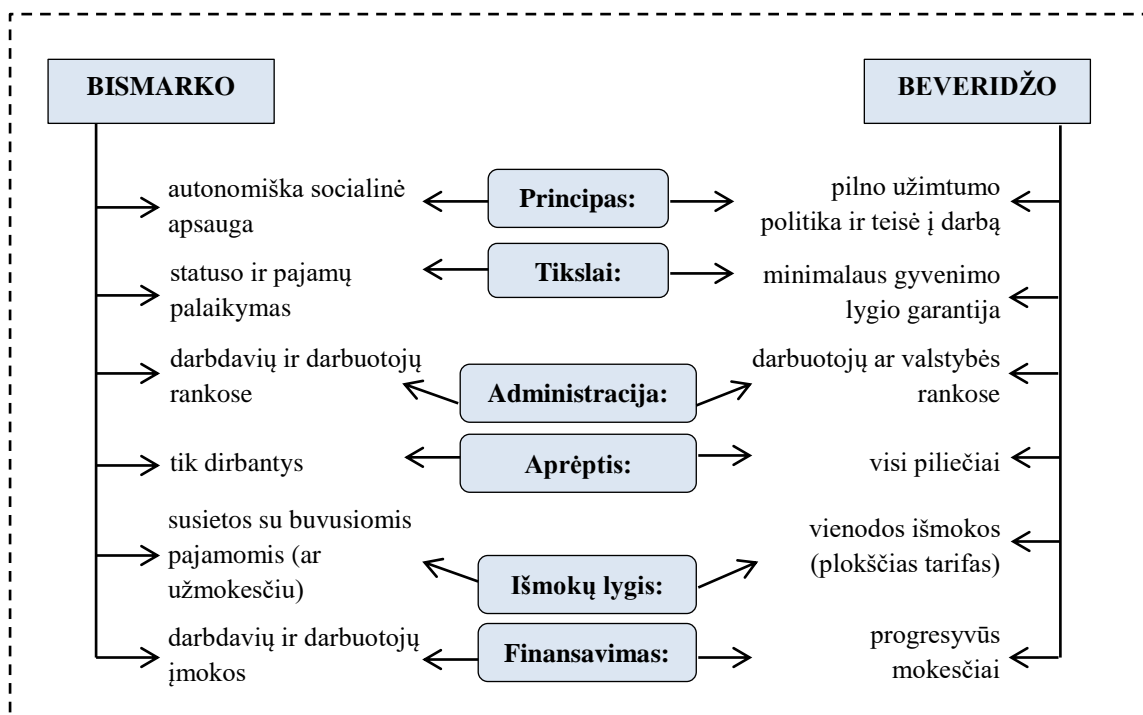 BISMARKO
BEVERIDŽO
autonomiška socialinė
apsauga
Principas:
pilno užimtumo
politika ir teisė į darbą
statuso ir pajamų
palaikymas
Tikslai:
minimalaus gyvenimo
lygio garantija
darbdavių ir darbuotojų
rankose
Administracija:
darbuotojų ar valstybės
rankose
tik dirbantys
Aprėptis:
visi piliečiai
susietos su buvusiomis
pajamomis (ar
užmokesčiu)
Išmokų lygis:
vienodos išmokos
(plokščias tarifas)
darbdavių ir darbuotojų
įmokos
Finansavimas:
progresyvūs
mokesčiai